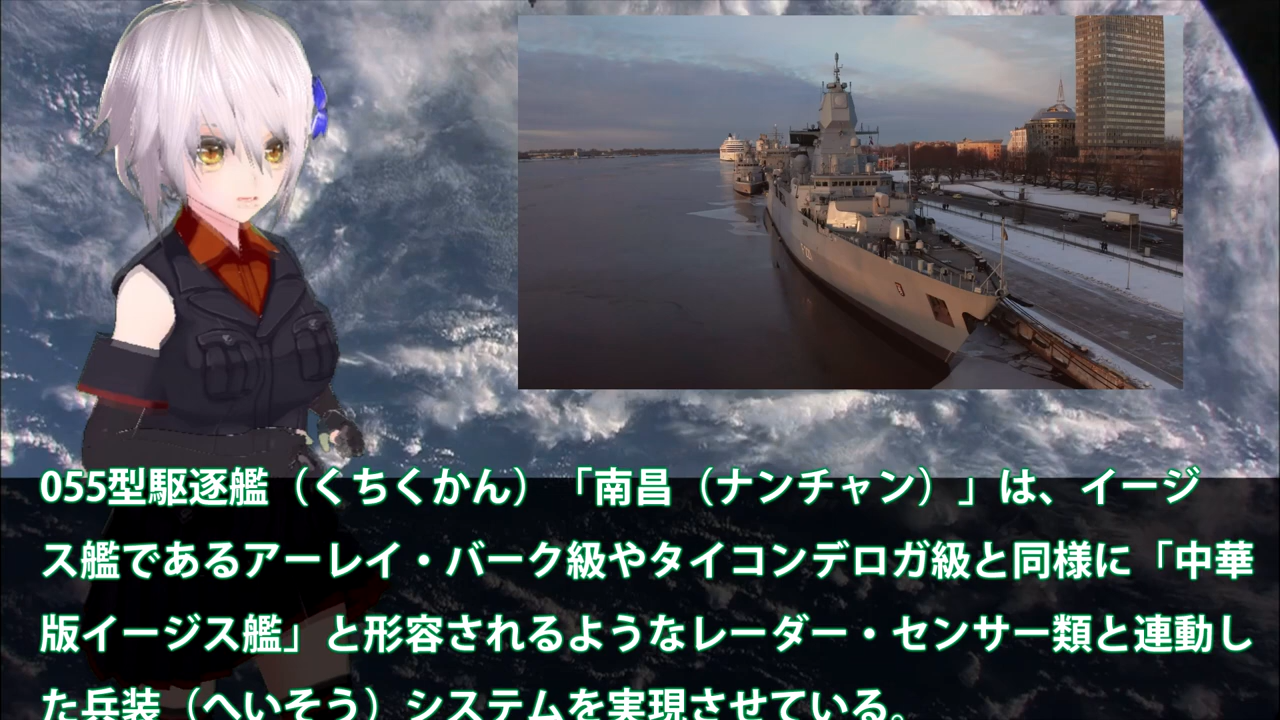 055型駆逐艦（くちくかん）「南昌（ナンチャン）」は、イージ
ス艦であるアーレイ・バーク級やタイコンデロガ級と同様に「中華
版イージス艦」と形容されるようなレーダー・センサー類と連動し
た兵装（へいそう）システムを実現させている。